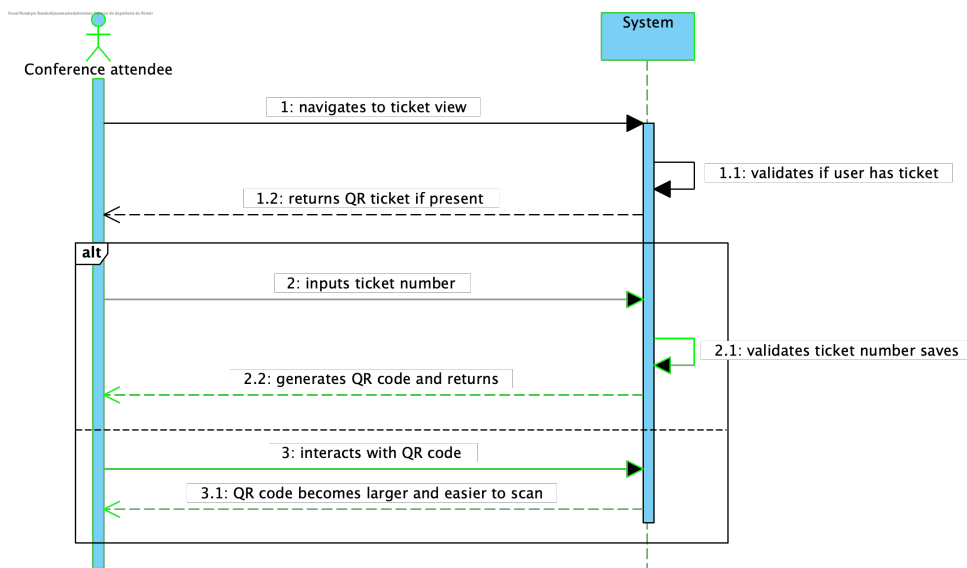 System
Conference attendee
1: navigates to ticket view
1.1: validates if user has ticket
1.2: returns QR ticket if present
alt
2: inputs ticket number
2.1: validates ticket number saves
2.2: generates QR code and returns
3: interacts with QR code
3.1: QR code becomes larger and easier to scan